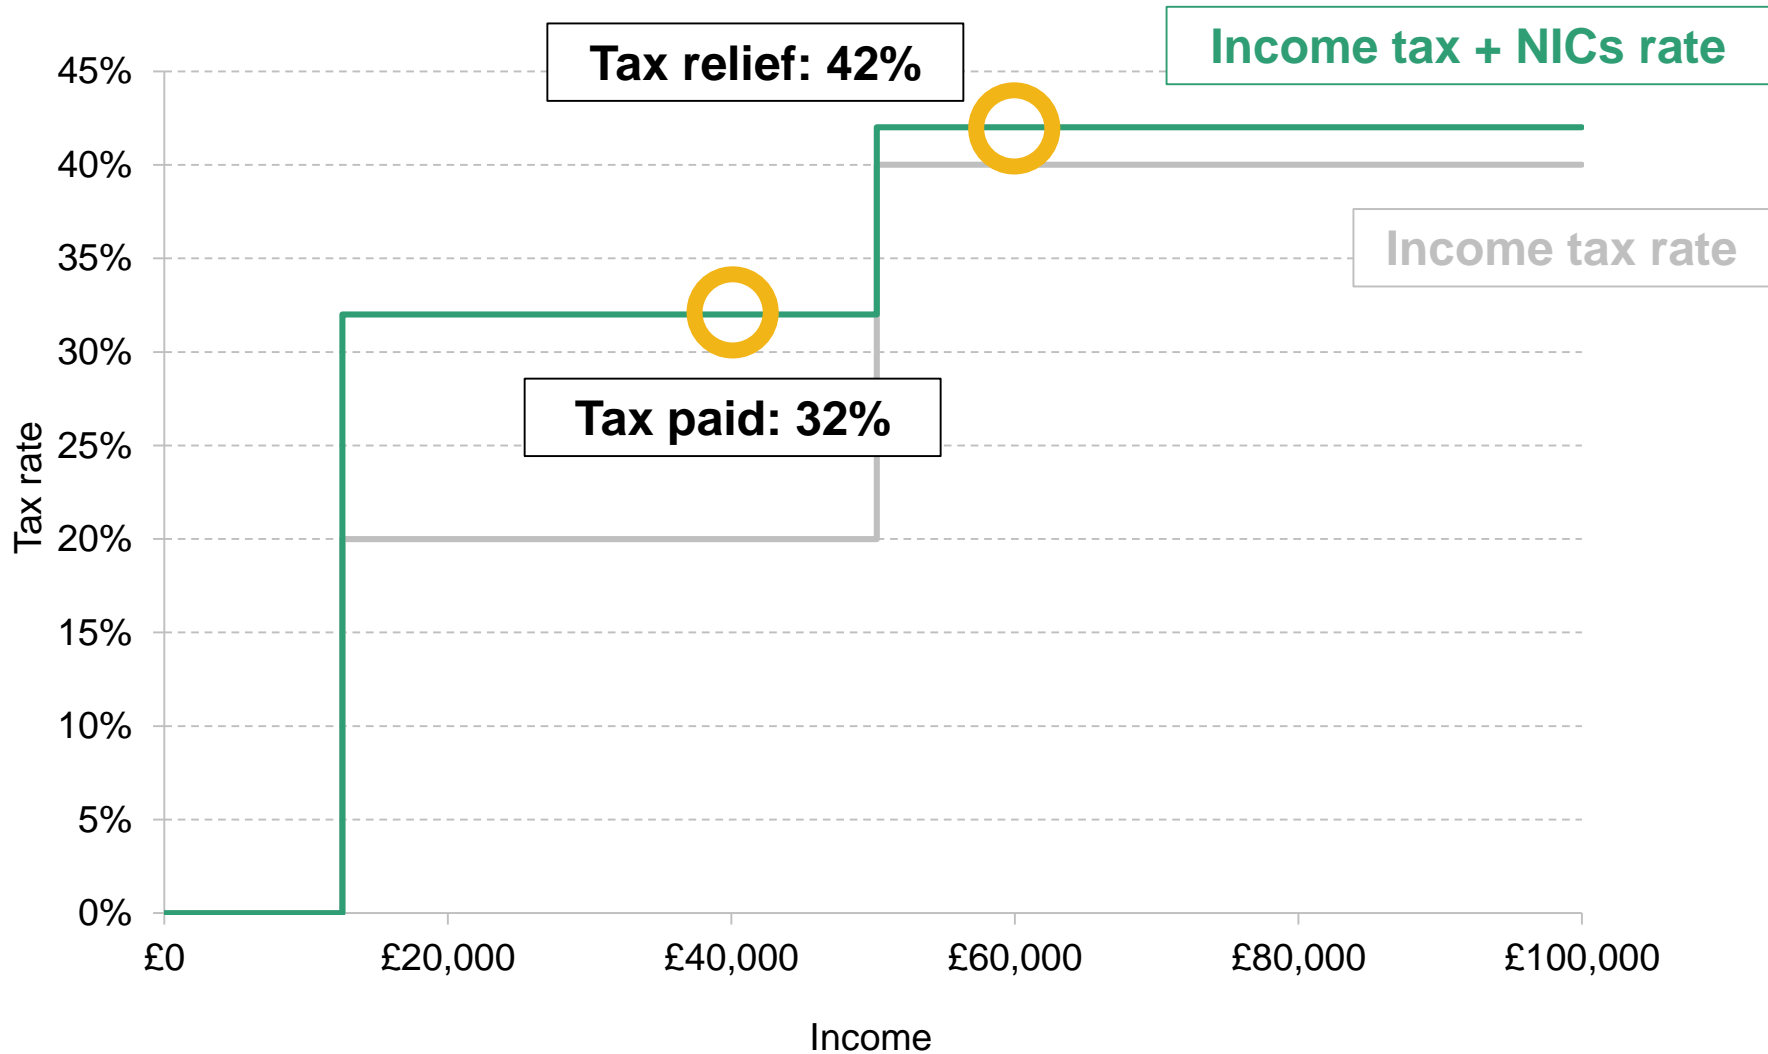 Tax relief: 42%
Income tax + NICs rate
45%
40%
35%
30%
25%
20%
15%
10%
5%
0%
Income tax rate
Tax paid: 32%
Tax rate
£0
£20,000
£40,000
£60,000
£80,000
£100,000
Income